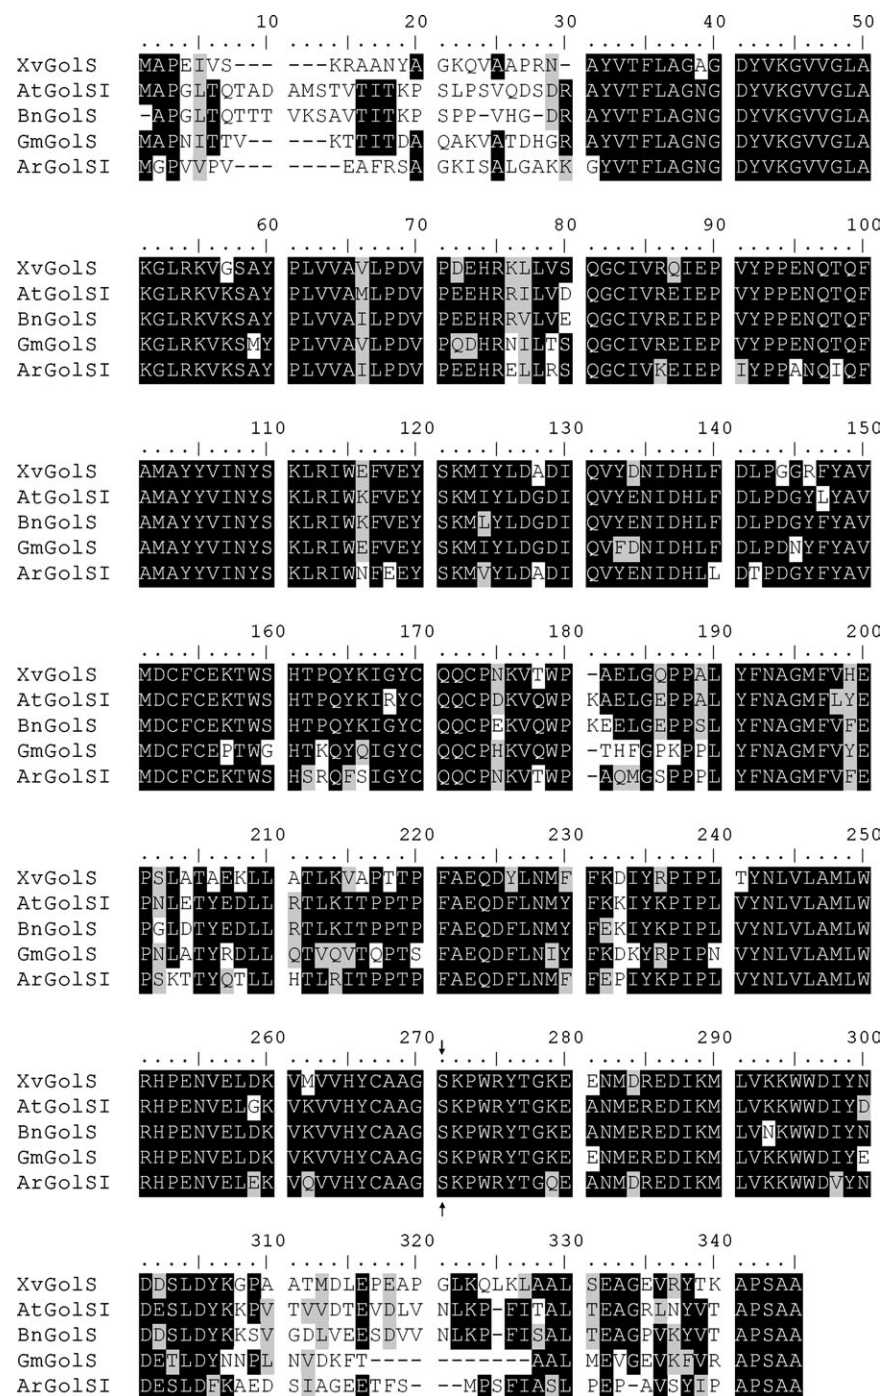 10 20 30 40 50
XvGolS MAPEIVS--- ---KRAANYA GKQVAAPRN- AYVTFLAGAG DYVKGVVGLA
AtGolSI MAPGLTQTAD AMSTVTITKP SLPSVQDSDR AYVTFLAGNG DYVKGVVGLA
BnGolS -APGLTQTTT VKSAVTITKP SPP-VHG-DR AYVTFLAGNG DYVKGVVGLA
GmGolS MAPNITTV-- ---KTTITDA QAKVATDHGR AYVTFLAGNG DYVKGVVGLA
ArGolSI MGPVVPV--- ---EAFRSA GKISALGAKK GYVTFLAGNG DYVKGVVGLA
60 70 80 90 100
XvGolS KGLRKVGSAY PLVVAVLPDV PDEHRKLLVS QGCIVRQIEP VYPPENQTQF
AtGolSI KGLRKVKSAY PLVVAMLPDV PEEHRRILVD QGCIVREIEP VYPPENQTQF
BnGolS KGLRKVKSAY PLVVAILPDV PEEHRRVLVE QGCIVREIEP VYPPENQTQF
GmGolS KGLRKVKSMY PLVVAVLPDV PQDHRNILTS QGCIVREIEP VYPPENQTQF
ArGolSI KGLRKVKSAY PLVVAILPDV PEEHRELLRS QGCIVKEIEP IYPPANQIQF
110 120 130 140 150
XvGolS AMAYYVINYS KLRIWEFVEY SKMIYLDADI QVYDNIDHLF DLPGGRFYAV
AtGolSI AMAYYVINYS KLRIWKFVEY SKMIYLDGDI QVYENIDHLF DLPDGYLYAV
BnGolS AMAYYVINYS KLRIWKFVEY SKMLYLDGDI QVYENIDHLF DLPDGYFYAV
GmGolS AMAYYVINYS KLRIWEFVEY SKMIYLDGDI QVFDNIDHLF DLPDNYFYAV
ArGolSI AMAYYVINYS KLRIWNFEEY SKMVYLDADI QVYENIDHLL DTPDGYFYAV
160 170 180 190 200
XvGolS MDCFCEKTWS HTPQYKIGYC QQCPNKVTWP -AELGQPPAL YFNAGMFVHE
AtGolSI MDCFCEKTWS HTPQYKIRYC QQCPDKVQWP KAELGEPPAL YFNAGMFLYE
BnGolS MDCFCEKTWS HTPQYKIGYC QQCPEKVQWP KEELGEPPSL YFNAGMFVFE
GmGolS MDCFCEPTWG HTKQYQIGYC QQCPHKVQWP -THFGPKPPL YFNAGMFVYE
ArGolSI MDCFCEKTWS HSRQFSIGYC QQCPNKVTWP -AQMGSPPPL YFNAGMFVFE
210 220 230 240 250
XvGolS PSLATAEKLL ATLKVAPTTP FAEQDYLNMF FKDIYRPIPL TYNLVLAMLW
AtGolSI PNLETYEDLL RTLKITPPTP FAEQDFLNMY FKKIYKPIPL VYNLVLAMLW
BnGolS PGLDTYEDLL RTLKITPPTP FAEQDFLNMY FEKIYKPIPL VYNLVLAMLW
GmGolS PNLATYRDLL QTVQVTQPTS FAEQDFLNIY FKDKYRPIPN VYNLVLAMLW
ArGolSI PSKTTYQTLL HTLRITPPTP FAEQDFLNMF FEPIYKPIPL VYNLVLAMLW
260 270 280 290 300
XvGolS RHPENVELDK VMVVHYCAAG SKPWRYTGKE ENMDREDIKM LVKKWWDIYN
AtGolSI RHPENVELGK VKVVHYCAAG SKPWRYTGKE ANMEREDIKM LVKKWWDIYD
BnGolS RHPENVELDK VKVVHYCAAG SKPWRYTGKE ANMEREDIKM LVNKWWDIYN
GmGolS RHPENVELDK VKVVHYCAAG SKPWRYTGKE ENMEREDIKM LVKKWWDIYE
ArGolSI RHPENVELEK VQVVHYCAAG SKPWRYTGQE ANMDREDIKM LVKKWWDVYN
310 320 330 340
XvGolS DDSLDYKGPA ATMDLEPEAP GLKQLKLAAL SEAGEVRYTK APSAA
AtGolSI DESLDYKKPV TVVDTEVDLV NLKP-FITAL TEAGRLNYVT APSAA
BnGolS DDSLDYKKSV GDLVEESDVV NLKP-FISAL TEAGPVKYVT APSAA
GmGolS DETLDYNNPL NVDKFT---- -------AAL MEVGEVKFVR APSAA
ArGolSI DESLDFKAED SIAGEETFS- --MPSFIASL PEP-AVSYIP APSAA